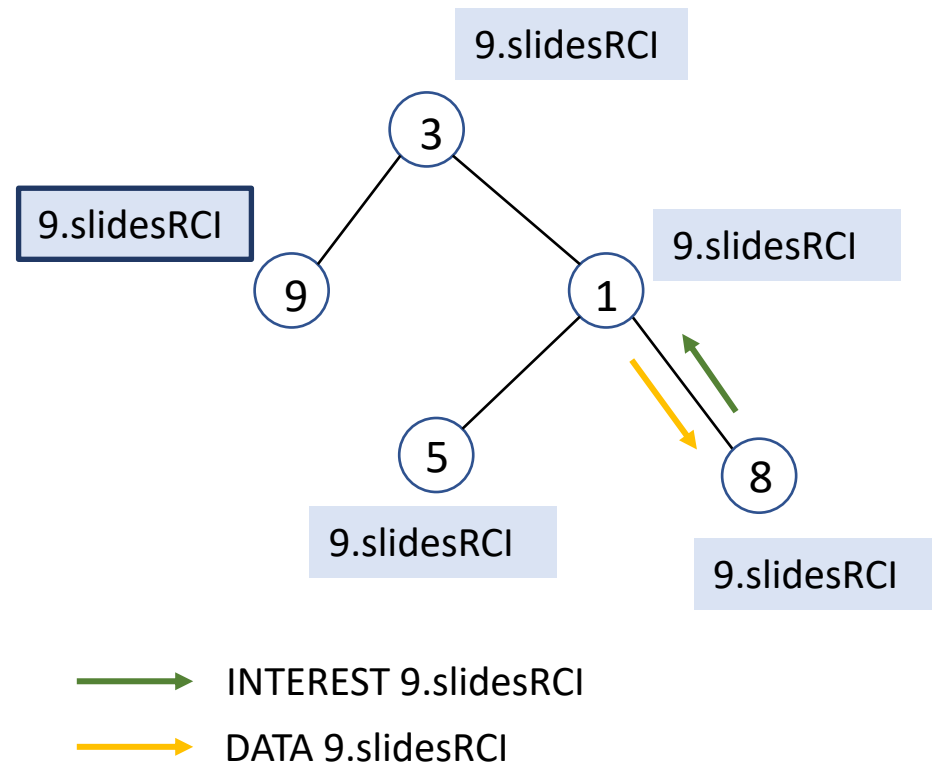 9.slidesRCI
3
9.slidesRCI
9.slidesRCI
9
1
5
8
9.slidesRCI
9.slidesRCI
INTEREST 9.slidesRCI
DATA 9.slidesRCI